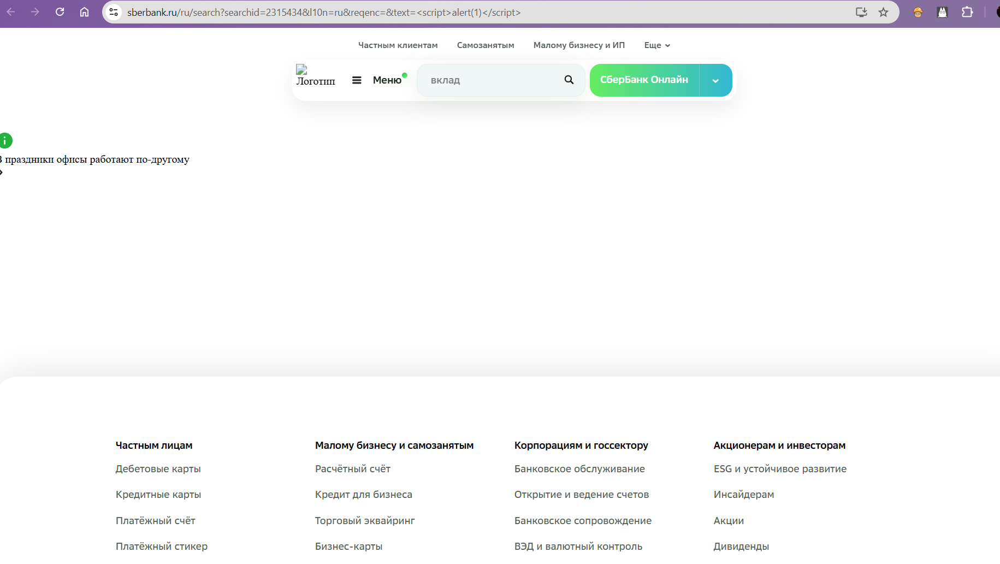 sberbank.ru/ru/search?searchid=2315434&l10n=ru&reqenc=&text=<script>alert(1)</script>
Частным клиентам Самозанятым Малому бизнесу и ИП Еще
Логотип Меню вклад СберБанк Онлайн
В праздники офисы работают по-другому
Частным лицам Малому бизнесу и самозанятым Корпорациям и госсектору Акционерам и инвесторам
Дебетовые карты Расчётный счёт Банковское обслуживание ESG и устойчивое развитие
Кредитные карты Кредит для бизнеса Открытие и ведение счетов Инсайдерам
Платёжный счёт Торговый эквайринг Банковское сопровождение Акции
Платёжный стикер Бизнес-карты ВЭД и валютный контроль Дивиденды